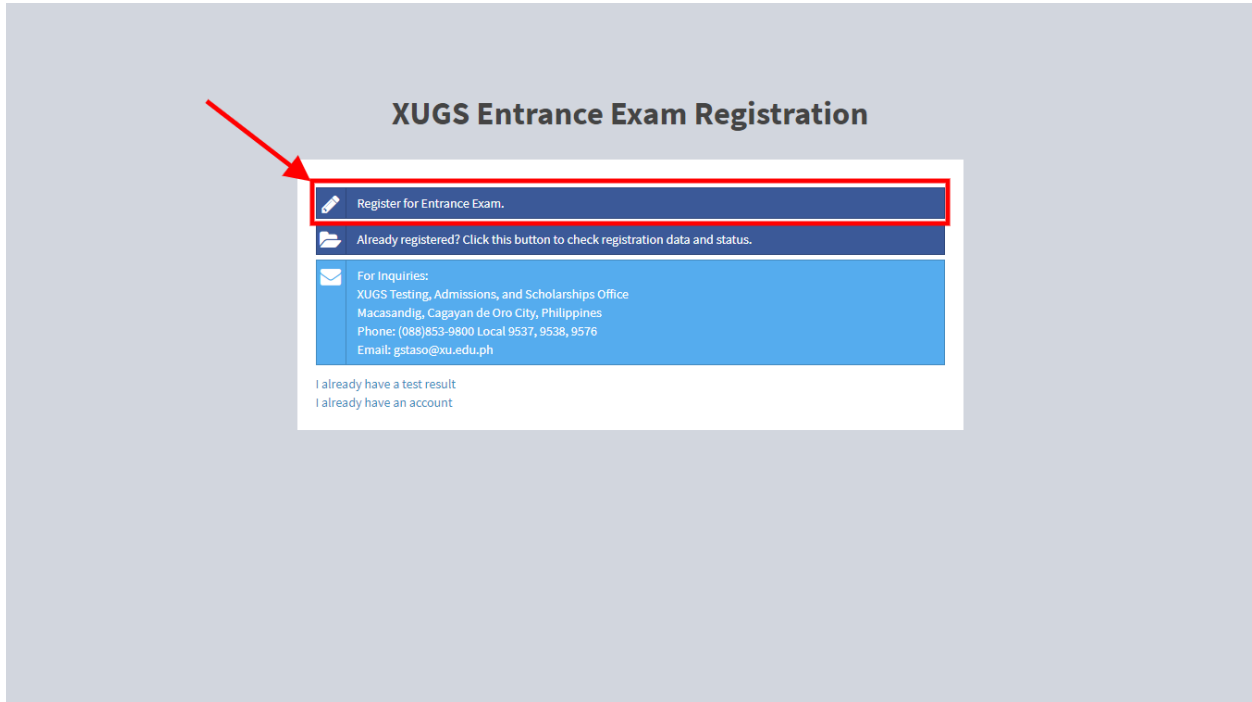 XUGS Entrance Exam Registration
Register for Entrance Exam.
Already registered? Click this button to check registration data and status.
For Inquiries:
XUGS Testing, Admissions, and Scholarships Office
Macasandig, Cagayan de Oro City, Philippines
Phone: (088)853-9800 Local 9537, 9538, 9576
Email: gstaso@xu.edu.ph
I already have a test result
I already have an account